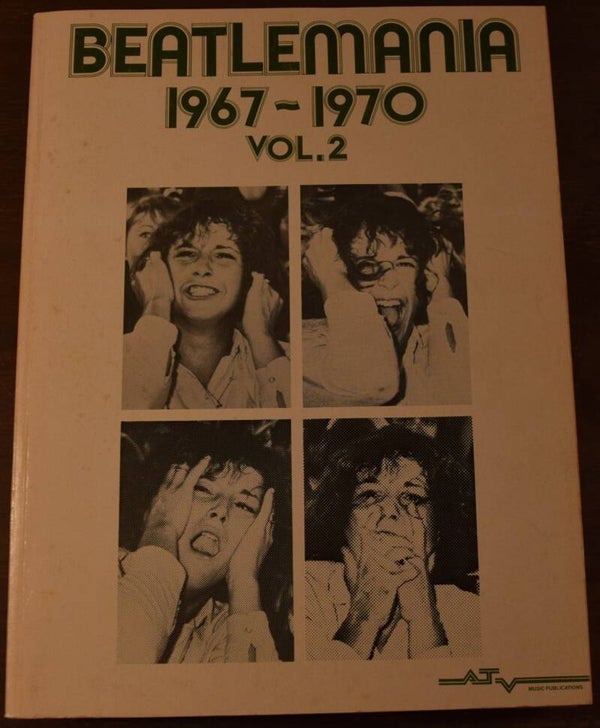 BEATLEMANIA
1967~1970
VOL.2
ATV
MUSIC PUBLICATIONS